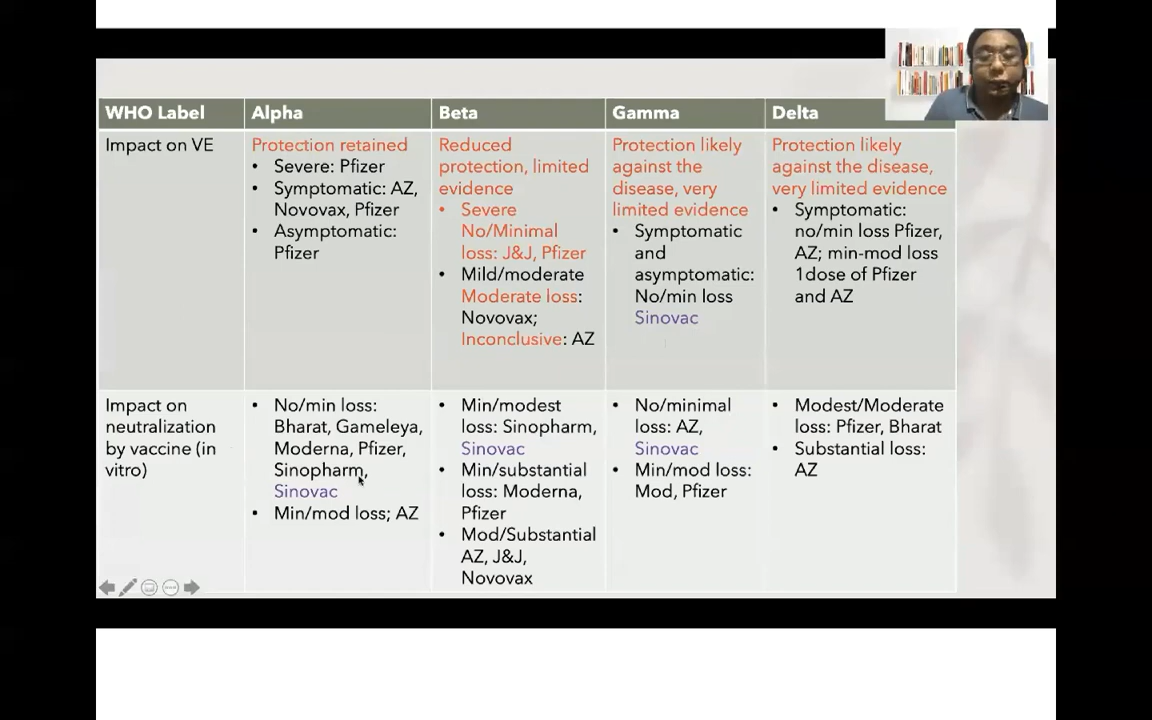 WHO Label
Alpha
Beta
Gamma
Delta
Impact on VE
Protection retained
• Severe: Pfizer
• Symptomatic: AZ,
Novovax, Pfizer
• Asymptomatic:
Pfizer
Reduced
protection, limited
evidence
• Severe
No/Minimal
loss: J&J, Pfizer
• Mild/moderate
Moderate loss:
Novovax;
Inconclusive: AZ
Protection likely
against the
disease, very
limited evidence
• Symptomatic
and
asymptomatic:
No/min loss
Sinovac
Protection likely
against the disease,
very limited evidence
• Symptomatic:
no/min loss Pfizer,
AZ; min-mod loss
1dose of Pfizer
and AZ
Impact on
neutralization
by vaccine (in
vitro)
• No/min loss:
Bharat, Gameleya,
Moderna, Pfizer,
Sinopharm,
Sinovac
• Min/mod loss; AZ
• Min/modest
loss: Sinopharm,
Sinovac
• Min/substantial
loss: Moderna,
Pfizer
• Mod/Substantial
AZ, J&J,
Novovax
• No/minimal
loss: AZ,
Sinovac
• Min/mod loss:
Mod, Pfizer
• Modest/Moderate
loss: Pfizer, Bharat
• Substantial loss:
AZ